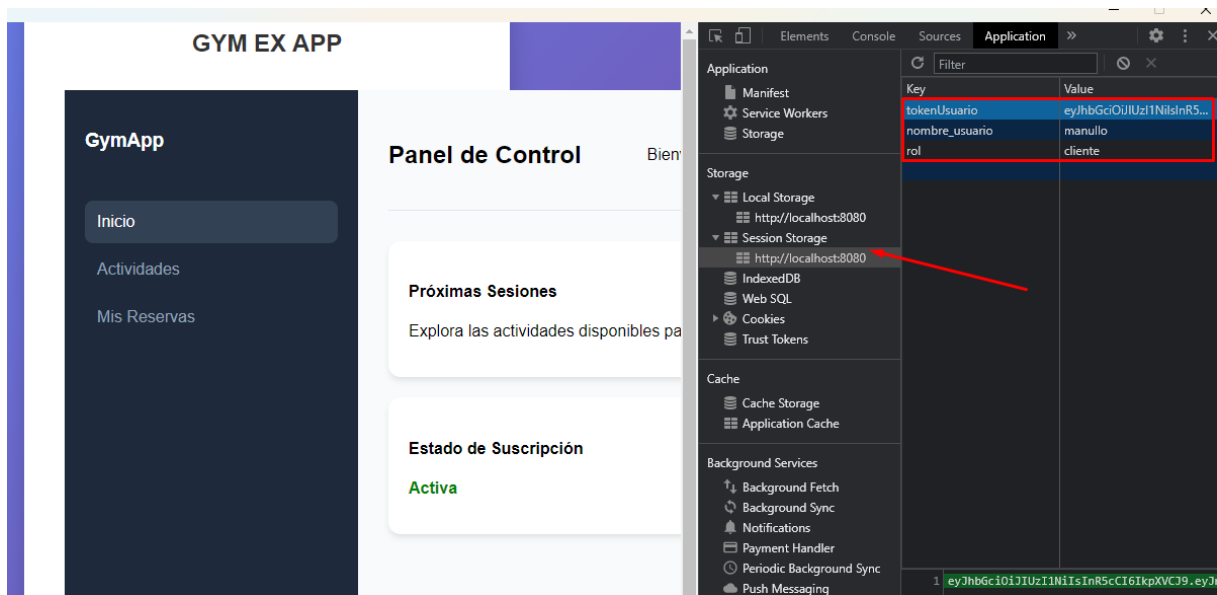 GYM EX APP
GymApp
Inicio
Actividades
Mis Reservas
Panel de Control
Bien
Próximas Sesiones
Explora las actividades disponibles pa
Estado de Suscripción
Activa
Elements Console Sources Application »
Application
Manifest
Service Workers
Storage
Storage
Local Storage
http://localhost:8080
Session Storage
http://localhost:8080
IndexedDB
Web SQL
Cookies
Trust Tokens
Cache
Cache Storage
Application Cache
Background Services
Background Fetch
Background Sync
Notifications
Payment Handler
Periodic Background Sync
Push Messaging
Filter
Key Value
tokenUsuario eyJhbGciOiJIUzI1NiIsInR5...
nombre_usuario manullo
rol cliente
1 eyJhbGciOiJIUzI1NiIsInR5cCI6IkpXVCJ9.eyJ